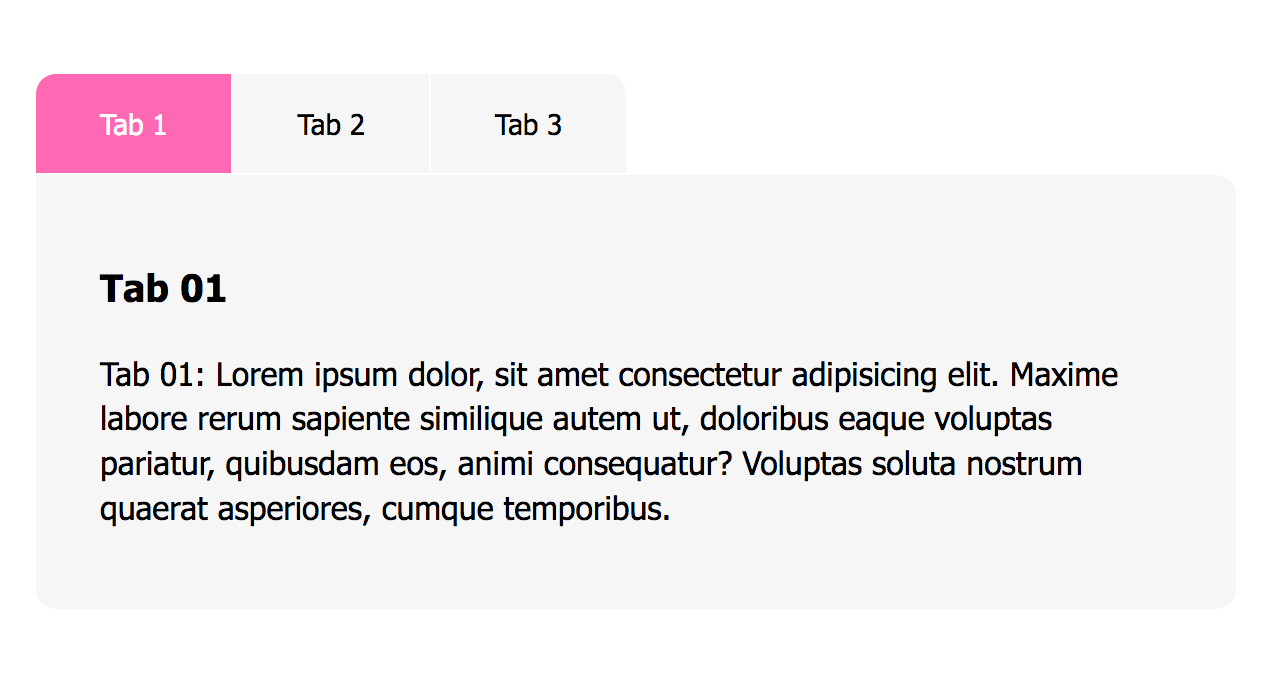 Tab 1
Tab 2
Tab 3
Tab 01
Tab 01: Lorem ipsum dolor, sit amet consectetur adipisicing elit. Maxime
labore rerum sapiente similique autem ut, doloribus eaque voluptas
pariatur, quibusdam eos, animi consequatur? Voluptas soluta nostrum
quaerat asperiores, cumque temporibus.